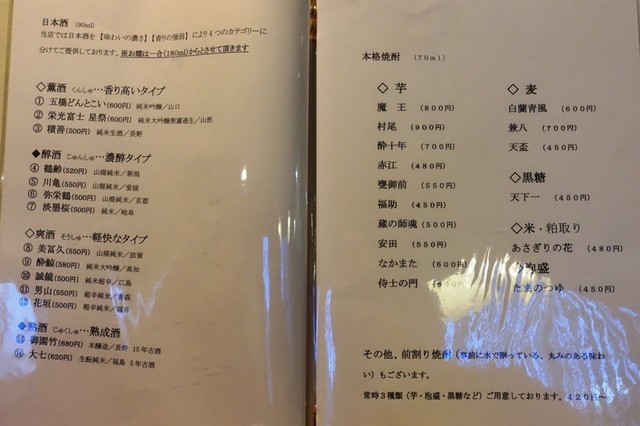 日本酒 (90ml)
当店では日本酒を【味わいの濃さ】【香りの強弱】により４つのカテゴリーに
分けてご提供しております。※お燗は一合(180ml)からとさせて頂きます
◇薫酒 くんしゅ…香り高いタイプ
① 五橋どんとこい(600円) 純米吟醸／山口
② 栄光富士 星祭(600円) 純米大吟醸無濾過生／山形
③ 積善(500円) 純米生酒／長野
◆醇酒 じゅんしゅ…濃醇タイプ
④ 鶴齢(520円) 山廃純米／新潟
⑤ 川亀(550円) 山廃純米／愛媛
⑥ 弥栄鶴(500円) 山廃純米／京都
⑦ 淡墨桜(500円) 純米／岐阜
◇爽酒 そうしゅ…軽快なタイプ
⑧ 美冨久(550円) 山廃純米／滋賀
⑨ 酔鯨(580円) 純米大吟醸／高知
⑩ 誠鏡(500円) 純米超辛／広島
⑪ 男山(550円) 超辛純米／青森
⑫ 花垣(500円) 超辛純米／福井
◆熟酒 じゅくしゅ…熟成酒
⑬ 御園竹(680円) 本醸造／長野 15年古酒
⑭ 大七(620円) 生酛純米／福島 5年古酒
本格焼酎 (70ml)
◇ 芋
魔 王 (800円)
村尾 (900円)
酔十年 (700円)
赤江 (480円)
甕御前 (550円)
福助 (450円)
蔵の師魂 (500円)
安田 (550円)
なかまた (600円)
侍士の門
◇ 麦
白蘭青風 (600円)
兼八 (700円)
天盃 (450円)
◇黒糖
天下一 (450円)
◇米・粕取り
あさぎりの花 (480円)
◇泡盛
たまのつゆ (450円)
その他、前割り焼酎 (事前に水で割っている、丸みのある味わ
い) もございます。
常時３種類 (芋・泡盛・黒糖など) ご用意しております。４２０円～